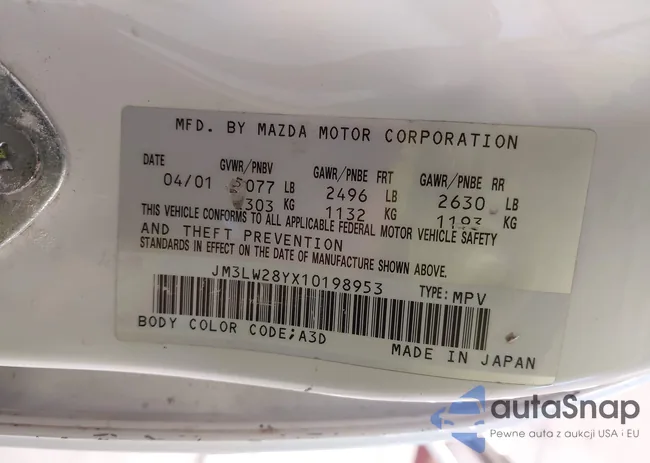 MFD. BY MAZDA MOTOR CORPORATION
DATE GVWR/PNBV GAWR/PNBE FRT GAWR/PNBE RR
04/01 5077 LB 2496 LB 2630 LB
303 KG 1132 KG 1193 KG
THIS VEHICLE CONFORMS TO ALL APPLICABLE FEDERAL MOTOR VEHICLE SAFETY
AND THEFT PREVENTION
STANDARDS IN EFFECT ON THE DATE OF MANUFACTURE SHOWN ABOVE.
JM3LW28YX10198953 TYPE: MPV
BODY COLOR CODE;A3D
MADE IN JAPAN
autaSnap
Pewne auta z aukcji USA i EU